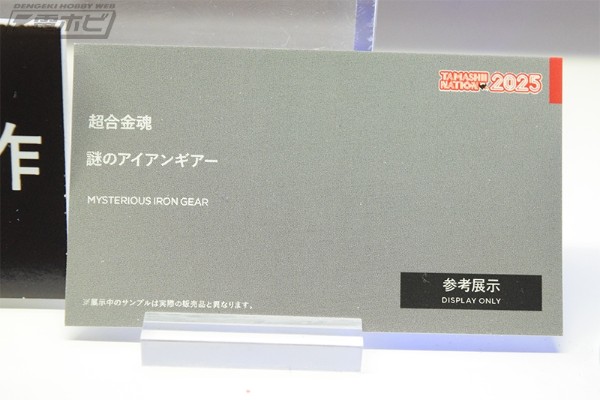 DENGEKI HOBBY WEB
電ホビ
TAMASHII
NATION 2025
超合金魂
謎のアイアンギアー
MYSTERIOUS IRON GEAR
作
参考展示
DISPLAY ONLY
※展示中のサンプルは実際の販売品と異なります。